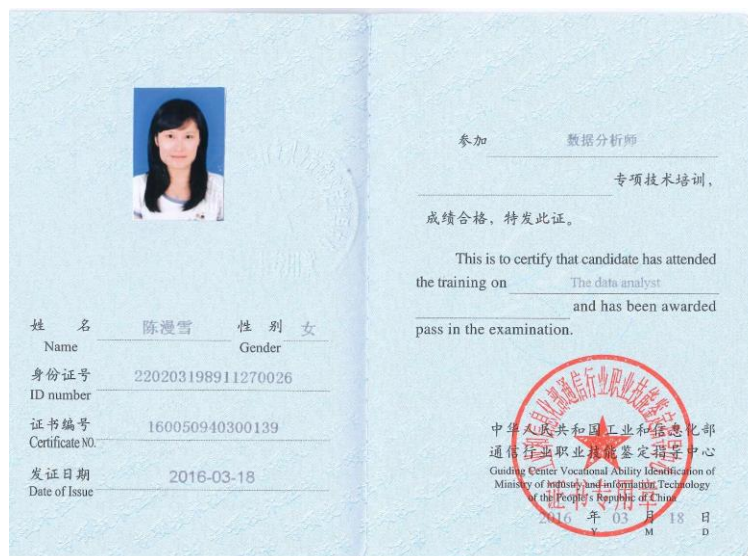 姓 名 陈漫雪 性 别 女
Name Gender
身份证号 220203198911270026
ID number
证书编号 160050940300139
Certificate NO.
发证日期 2016-03-18
Date of Issue
参加 数据分析师
专项技术培训,
成绩合格,特发此证。
This is to certify that candidate has attended
the training on The data analyst
and has been awarded
pass in the examination.
中华人民共和国工业和信息化部
通信行业职业技能鉴定指导中心
Guiding Center Vocational Ability Identification of
Ministry of industry and information Technology
of the People's Republic of China
证书专用章
2016 年 03 月 18 日
Y M D